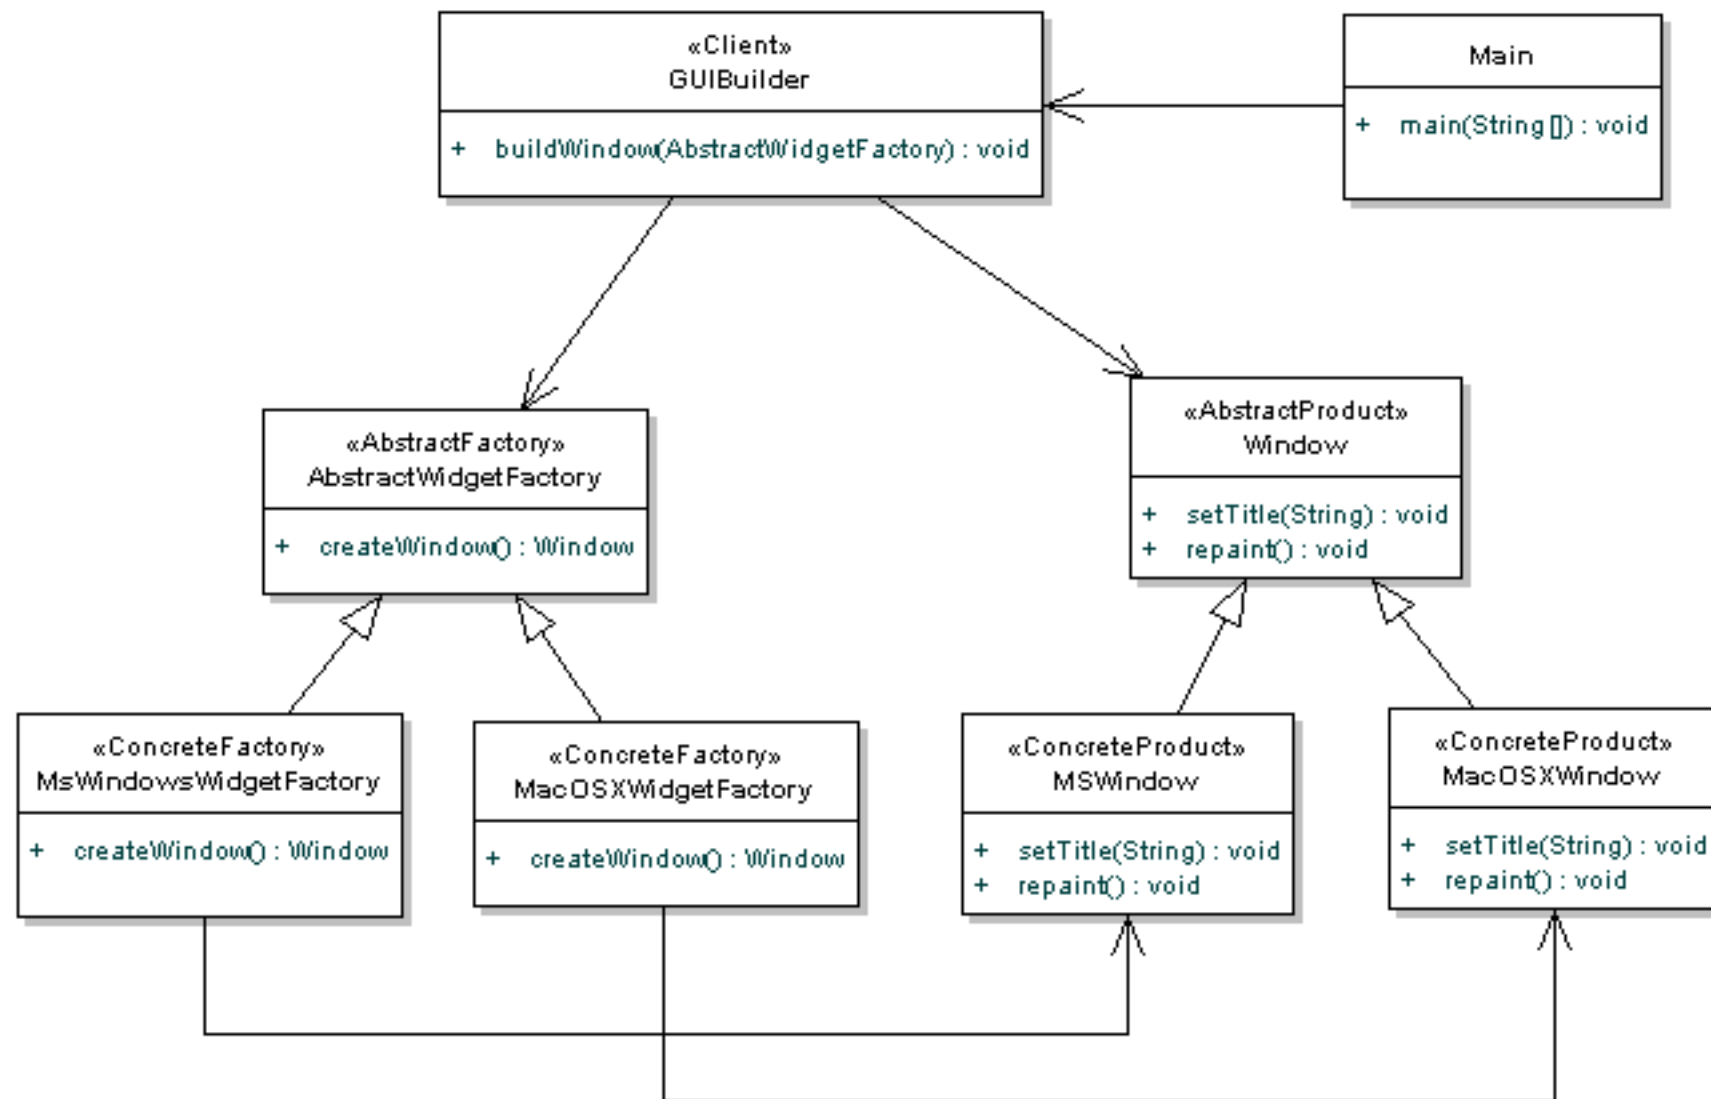 «Client»
GUIBuilder
+ buildWindow(AbstractWidgetFactory) : void
Main
+ main(String []) : void
«AbstractFactory»
AbstractWidgetFactory
+ createWindow() : Window
«AbstractProduct»
Window
+ setTitle(String) : void
+ repaint() : void
«ConcreteFactory»
MsWindowsWidgetFactory
+ createWindow() : Window
«ConcreteFactory»
MacOSXWidgetFactory
+ createWindow() : Window
«ConcreteProduct»
MSWindow
+ setTitle(String) : void
+ repaint() : void
«ConcreteProduct»
MacOSXWindow
+ setTitle(String) : void
+ repaint() : void